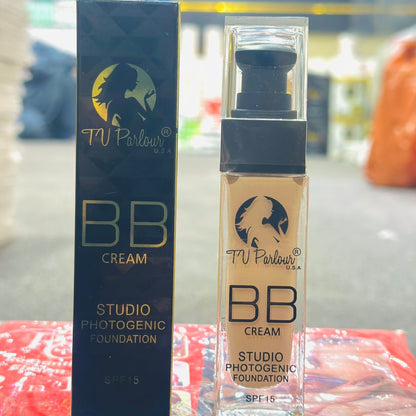 TV Parlour®
U.S.A
BB
CREAM
STUDIO
PHOTOGENIC
FOUNDATION
SPF15
TV Parlour®
U.S.A
BB
CREAM
STUDIO
PHOTOGENIC
FOUNDATION
SPF15